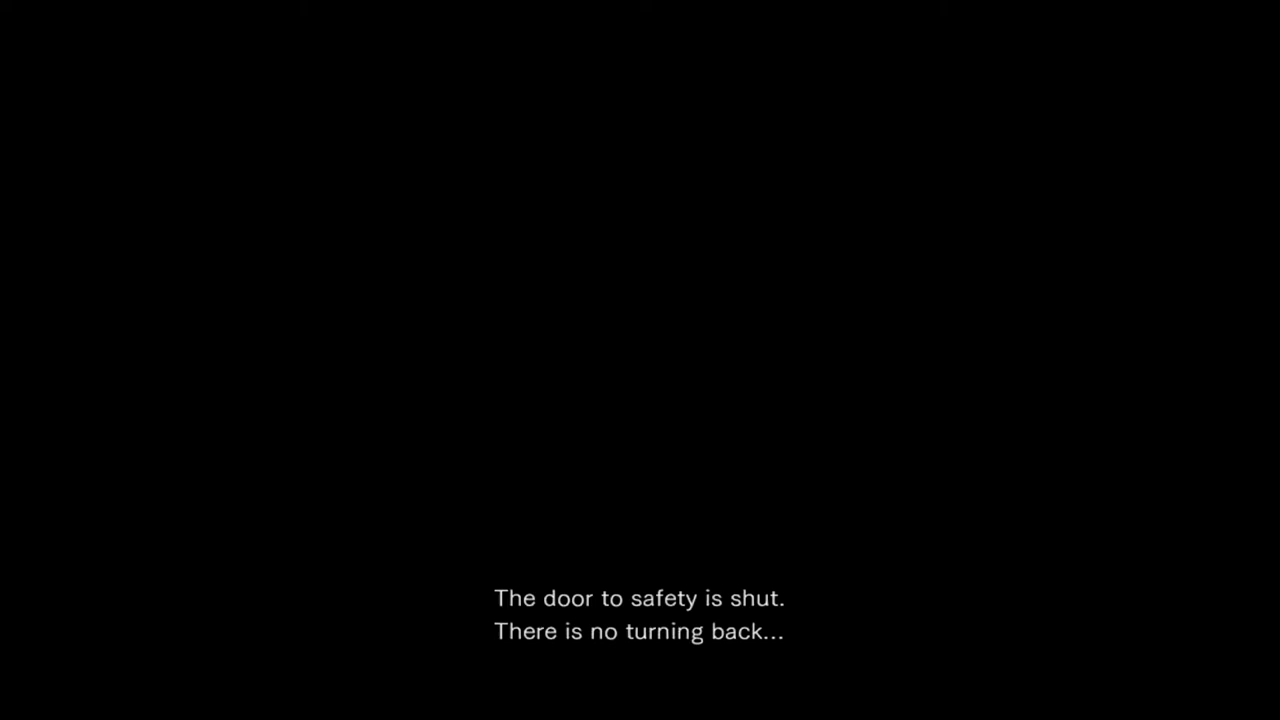 The door to safety is shut.
There is no turning back...